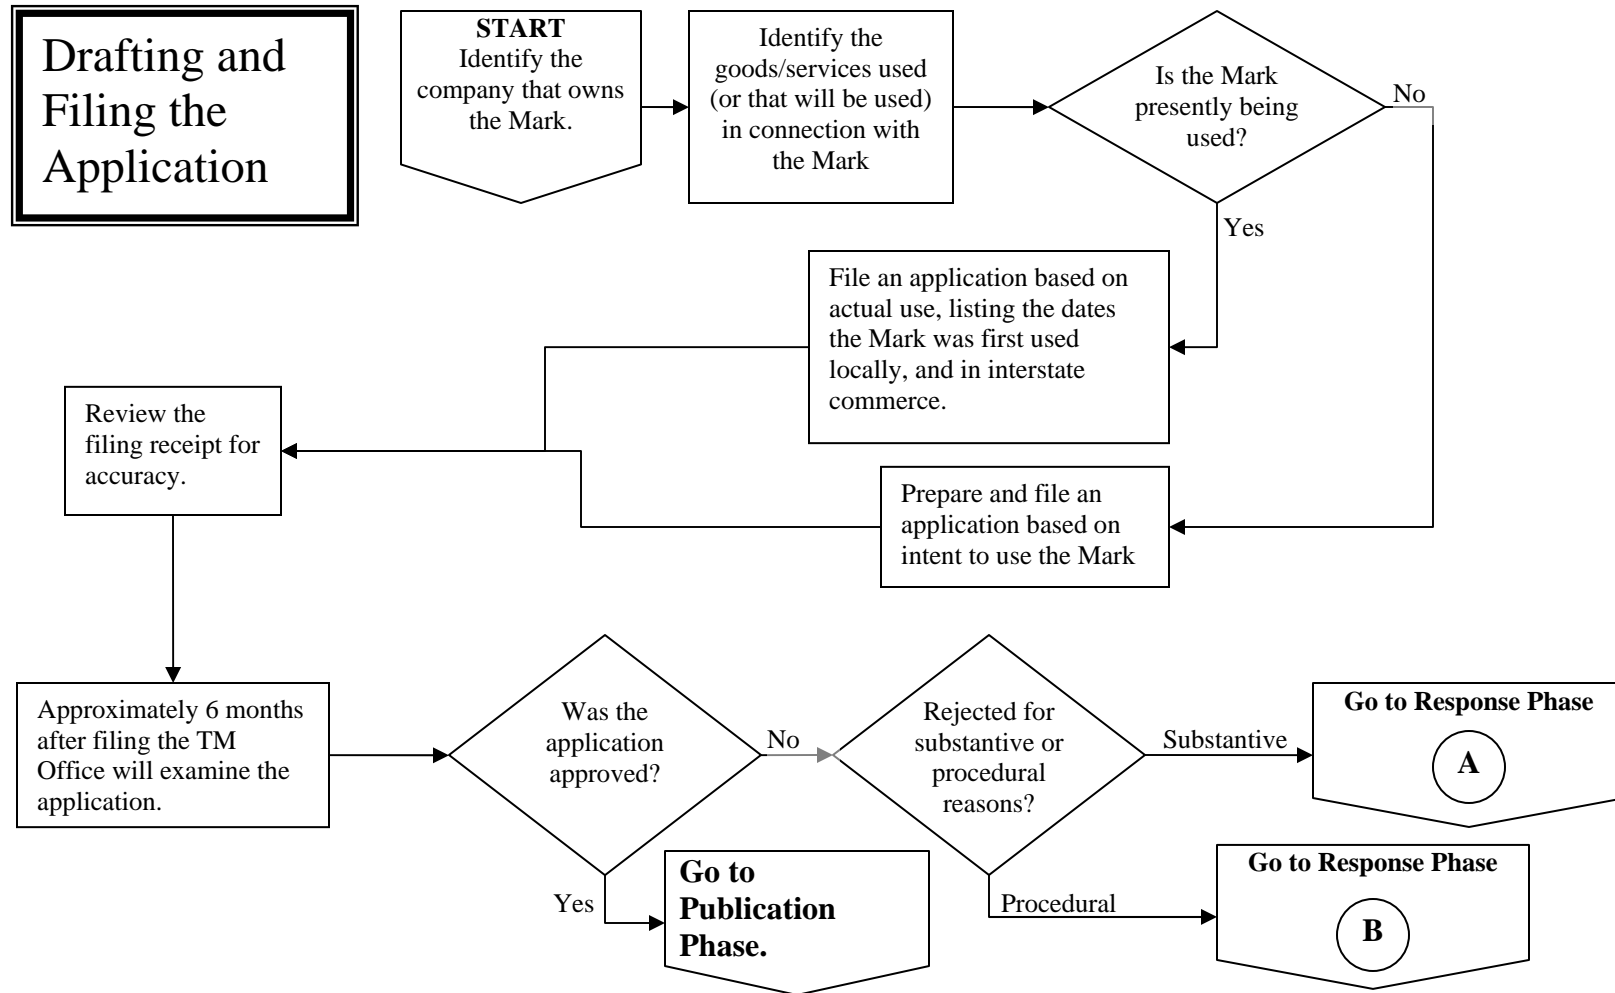 Drafting and
Filing the
Application
START
Identify the
company that owns
the Mark.
Identify the
goods/services used
(or that will be used)
in connection with
the Mark
Is the Mark
presently being
used?
No
Yes
File an application based on
actual use, listing the dates
the Mark was first used
locally, and in interstate
commerce.
Review the
filing receipt for
accuracy.
Prepare and file an
application based on
intent to use the Mark
Approximately 6 months
after filing the TM
Office will examine the
application.
Was the
application
approved?
No
Rejected for
substantive or
procedural
reasons?
Substantive
Go to Response Phase
A
Yes
Go to
Publication
Phase.
Procedural
Go to Response Phase
B